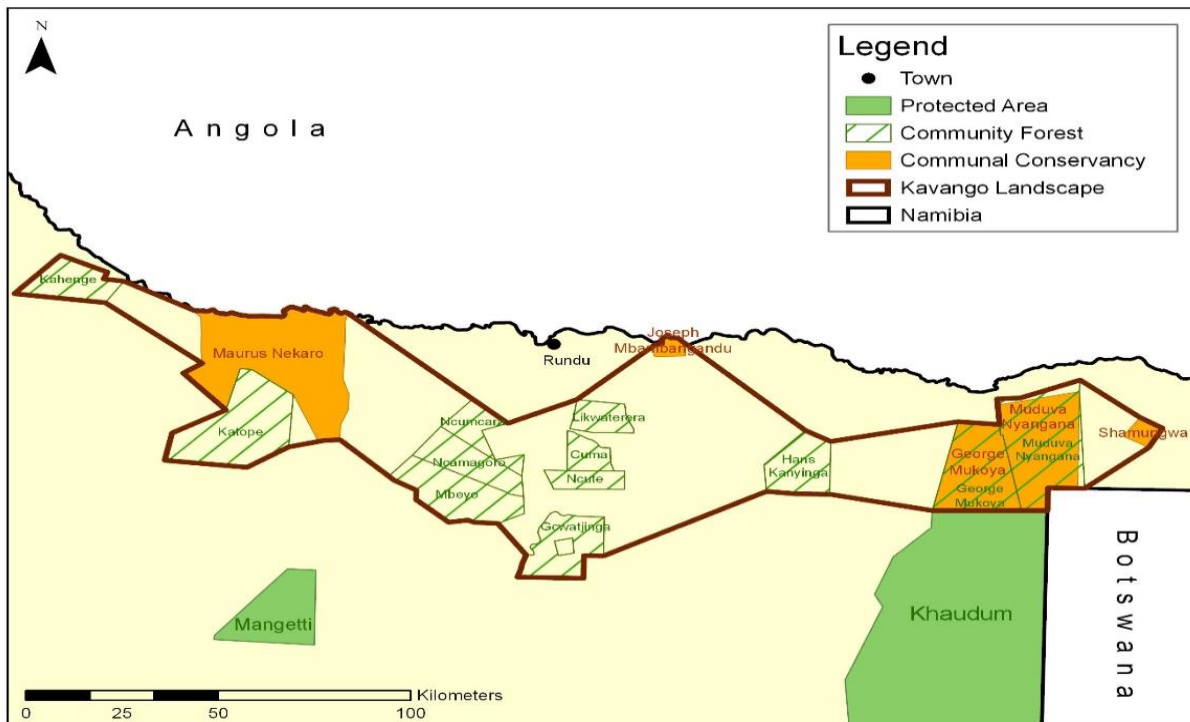 N
Angola
Legend
Town
Protected Area
Community Forest
Communal Conservancy
Kavango Landscape
Namibia
Kahenge
Maurus Nekaro
Katope
Rundu
Joseph
Mbambangandu
Ncumcara
Ncamagoro
Mbeyo
Likwaterera
Cuma
Ncute
Gcwatjinga
Hans
Kanyinga
Muduva
Nyangana
Muduva
Nyangana
George
Mukoya
George
Mukoya
Shamungwa
Mangetti
Khaudum
Botswana
Kilometers
0 25 50 100